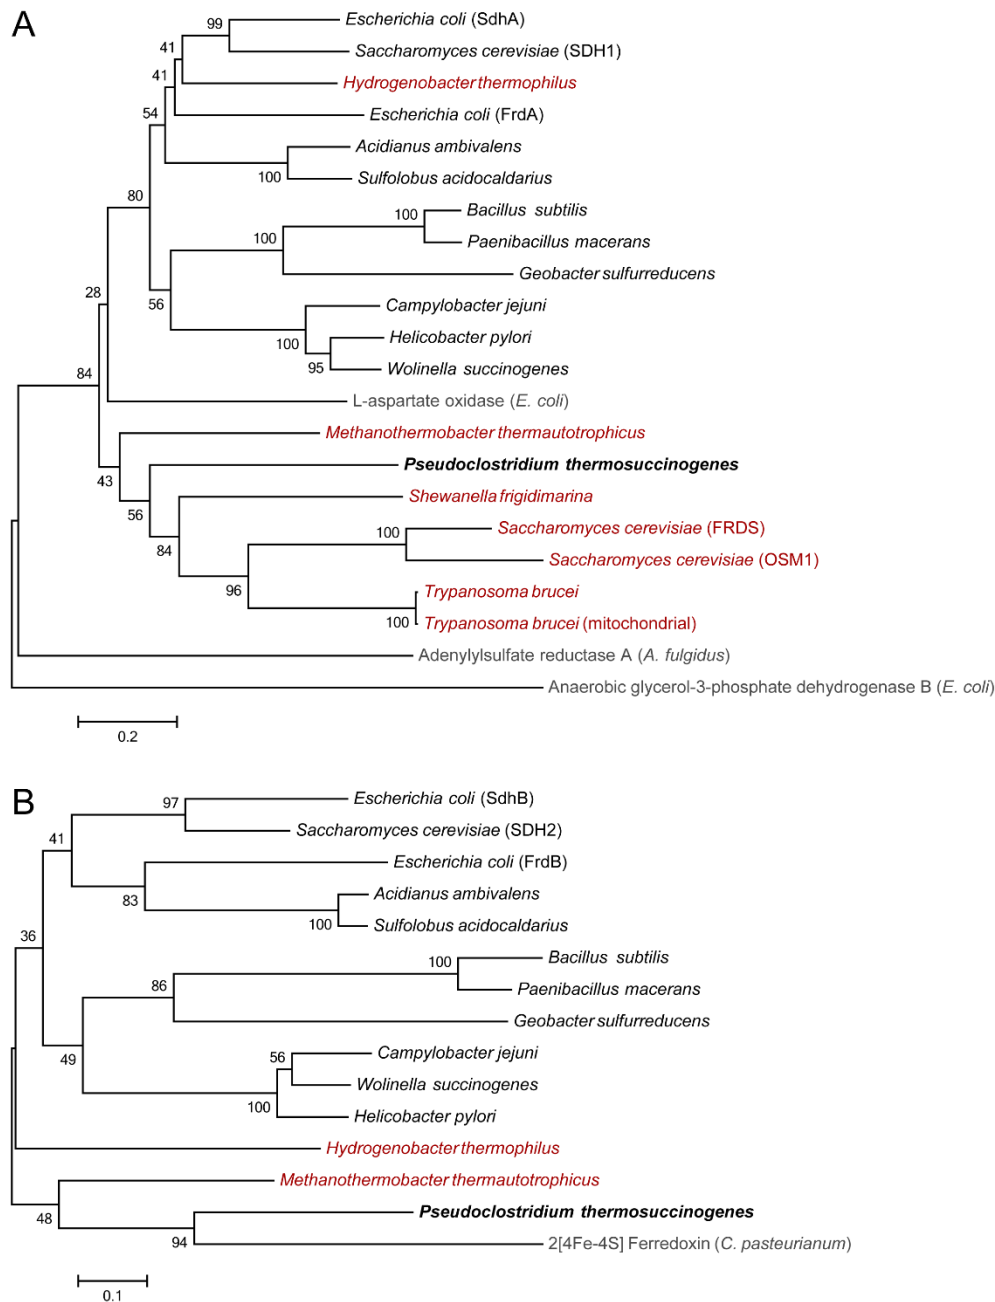 A
99
Escherichia coli (SdhA)
41
Saccharomyces cerevisiae (SDH1)
41
Hydrogenobacter thermophilus
54
Escherichia coli (FrdA)
Acidianus ambivalens
100
Sulfolobus acidocaldarius
80
100
Bacillus subtilis
100
Paenibacillus macerans
Geobacter sulfurreducens
28
56
Campylobacter jejuni
100
Helicobacter pylori
95
Wolinella succinogenes
84
L-aspartate oxidase (E. coli)
Methanothermobacter thermautotrophicus
43
Pseudoclostridium thermosuccinogenes
56
Shewanella frigidimarina
100
Saccharomyces cerevisiae (FRDS)
84
Saccharomyces cerevisiae (OSM1)
96
Trypanosoma brucei
100
Trypanosoma brucei (mitochondrial)
Adenylylsulfate reductase A (A. fulgidus)
Anaerobic glycerol-3-phosphate dehydrogenase B (E. coli)
0.2
B
97
Escherichia coli (SdhB)
41
Saccharomyces cerevisiae (SDH2)
Escherichia coli (FrdB)
83
Acidianus ambivalens
100
Sulfolobus acidocaldarius
36
100
Bacillus subtilis
86
Paenibacillus macerans
Geobacter sulfurreducens
49
56
Campylobacter jejuni
Wolinella succinogenes
100
Helicobacter pylori
Hydrogenobacter thermophilus
Methanothermobacter thermautotrophicus
48
Pseudoclostridium thermosuccinogenes
94
2[4Fe-4S] Ferredoxin (C. pasteurianum)
0.1